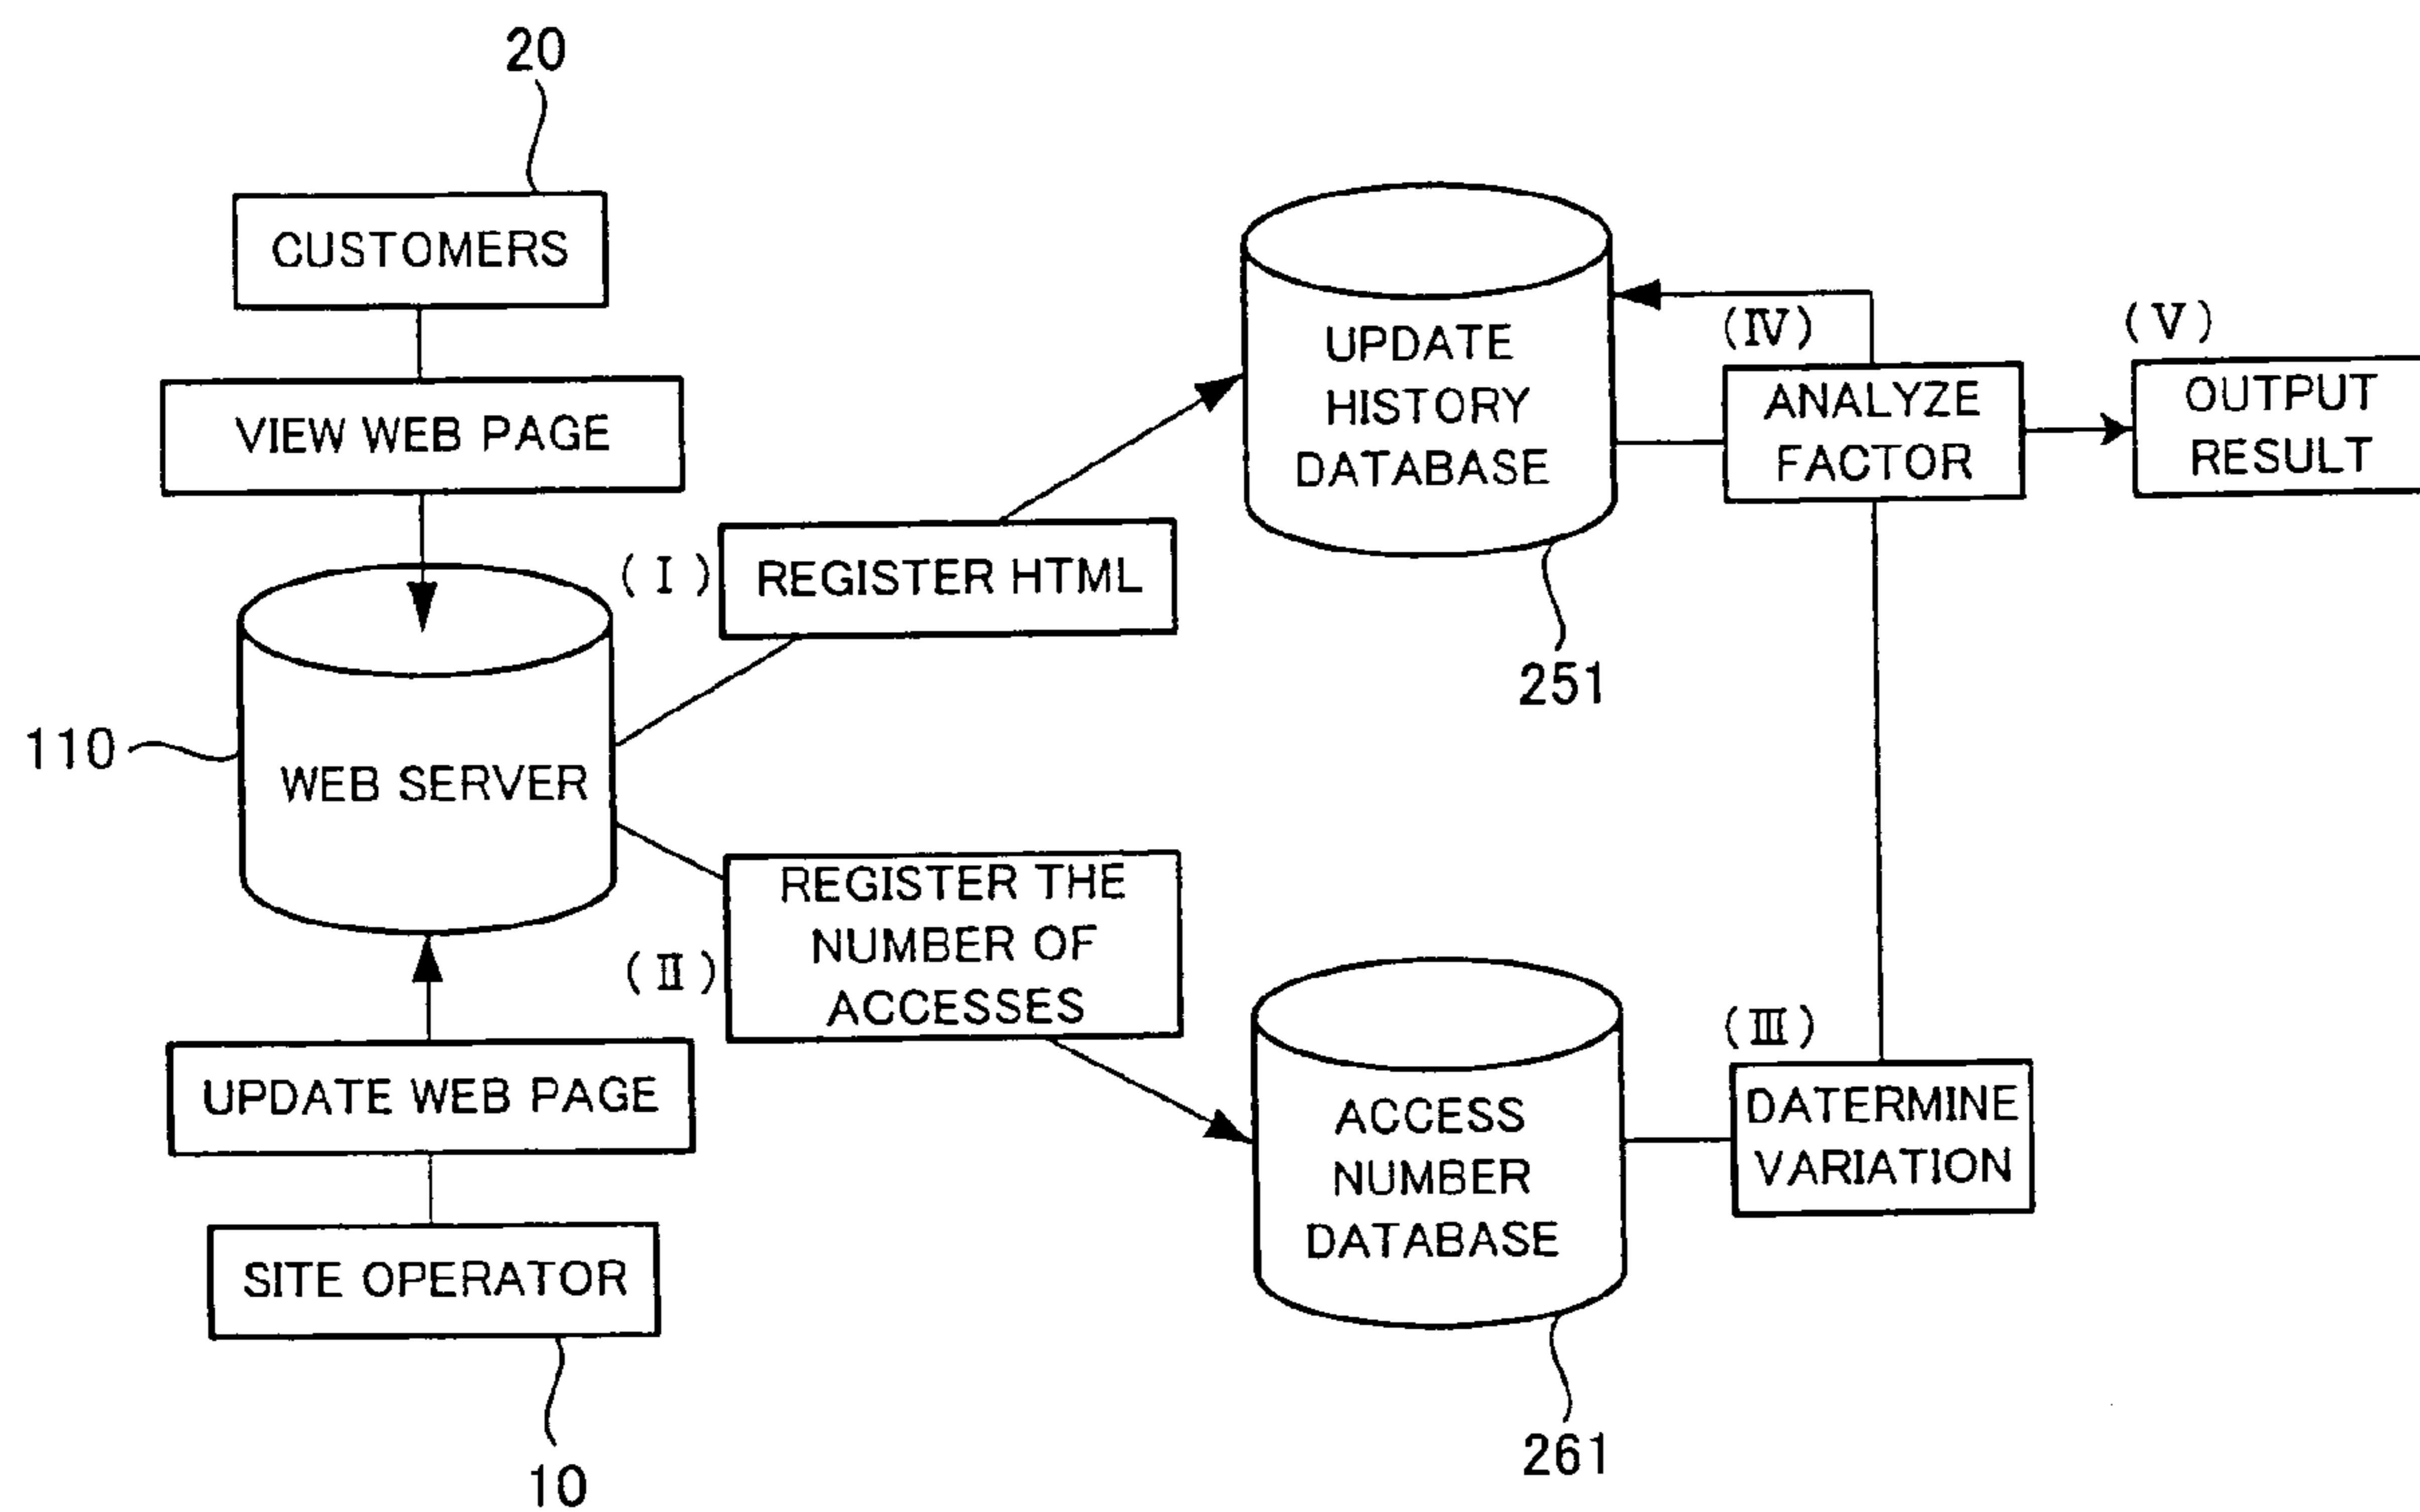 20
CUSTOMERS
VIEW WEB PAGE
110
WEB SERVER
UPDATE WEB PAGE
SITE OPERATOR
10
(Ⅰ)
REGISTER HTML
(Ⅱ)
REGISTER THE
NUMBER OF
ACCESSES
UPDATE
HISTORY
DATABASE
251
ACCESS
NUMBER
DATABASE
261
(Ⅲ)
DATERMINE
VARIATION
(Ⅳ)
ANALYZE
FACTOR
(Ⅴ)
OUTPUT
RESULT